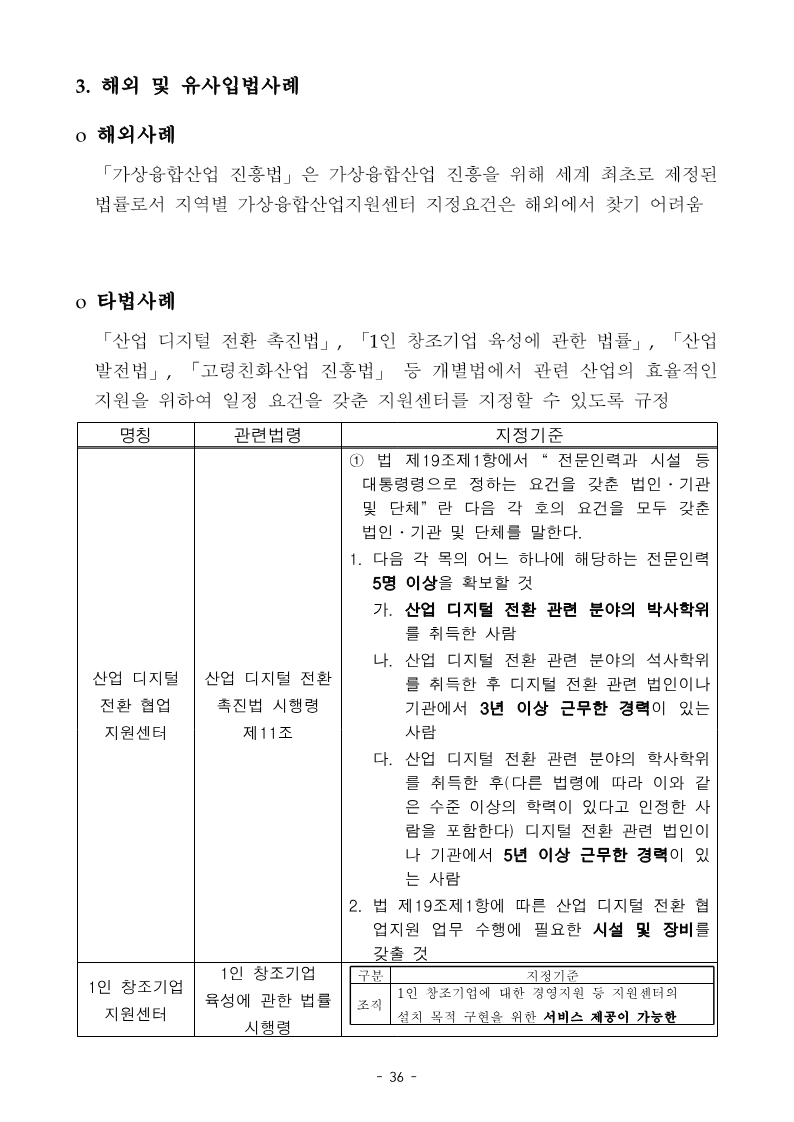 3. 해외 및 유사입법사례
o 해외사례
「가상융합산업 진흥법」은 가상융합산업 진흥을 위해 세계 최초로 제정된
법률로서 지역별 가상융합산업지원센터 지정요건은 해외에서 찾기 어려움
o 타법사례
「산업 디지털 전환 촉진법」, 「1인 창조기업 육성에 관한 법률」, 「산업
발전법」, 「고령친화산업 진흥법」 등 개별법에서 관련 산업의 효율적인
지원을 위하여 일정 요건을 갖춘 지원센터를 지정할 수 있도록 규정
명칭 관련법령 지정기준
산업 디지털
전환 협업
지원센터
산업 디지털 전환
촉진법 시행령
제11조
① 법 제19조제1항에서 “ 전문인력과 시설 등
대통령령으로 정하는 요건을 갖춘 법인ㆍ기관
및 단체” 란 다음 각 호의 요건을 모두 갖춘
법인ㆍ기관 및 단체를 말한다.
1. 다음 각 목의 어느 하나에 해당하는 전문인력
5명 이상을 확보할 것
가. 산업 디지털 전환 관련 분야의 박사학위
를 취득한 사람
나. 산업 디지털 전환 관련 분야의 석사학위
를 취득한 후 디지털 전환 관련 법인이나
기관에서 3년 이상 근무한 경력이 있는
사람
다. 산업 디지털 전환 관련 분야의 학사학위
를 취득한 후(다른 법령에 따라 이와 같
은 수준 이상의 학력이 있다고 인정한 사
람을 포함한다) 디지털 전환 관련 법인이
나 기관에서 5년 이상 근무한 경력이 있
는 사람
2. 법 제19조제1항에 따른 산업 디지털 전환 협
업지원 업무 수행에 필요한 시설 및 장비를
갖출 것
1인 창조기업
지원센터
1인 창조기업
육성에 관한 법률
시행령
구분 지정기준
조직
1인 창조기업에 대한 경영지원 등 지원센터의
설치 목적 구현을 위한 서비스 제공이 가능한
- 36 -